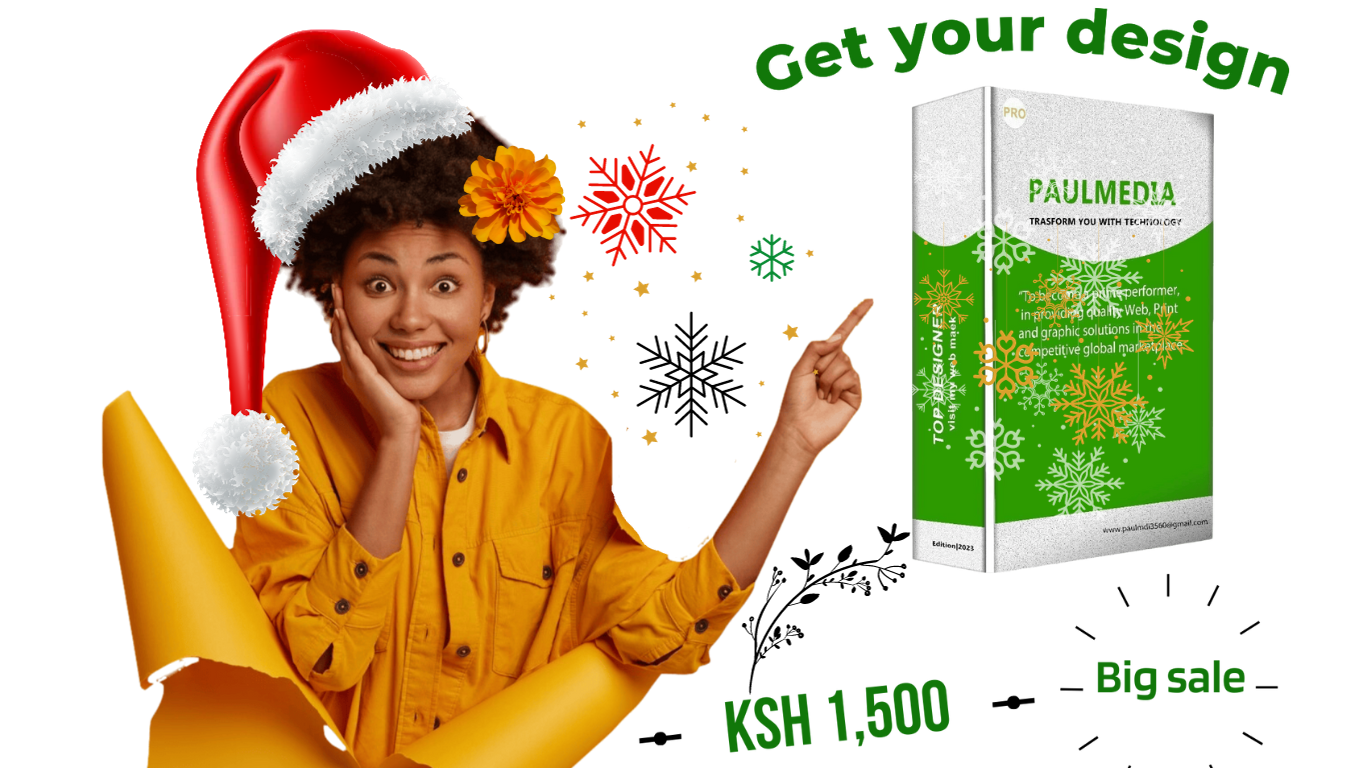 Get your design
PRO
PAULMEDIA
TRASFORM YOU WITH TECHNOLOGY
"To become a prime performer,
in providing quality Web, Print
and graphic solutions in the
competitive global marketplace"
www.paulmdi3560@gmail.com
TOP DESIGNER
visit my web maek
Edition|2023
KSH 1,500
Big sale